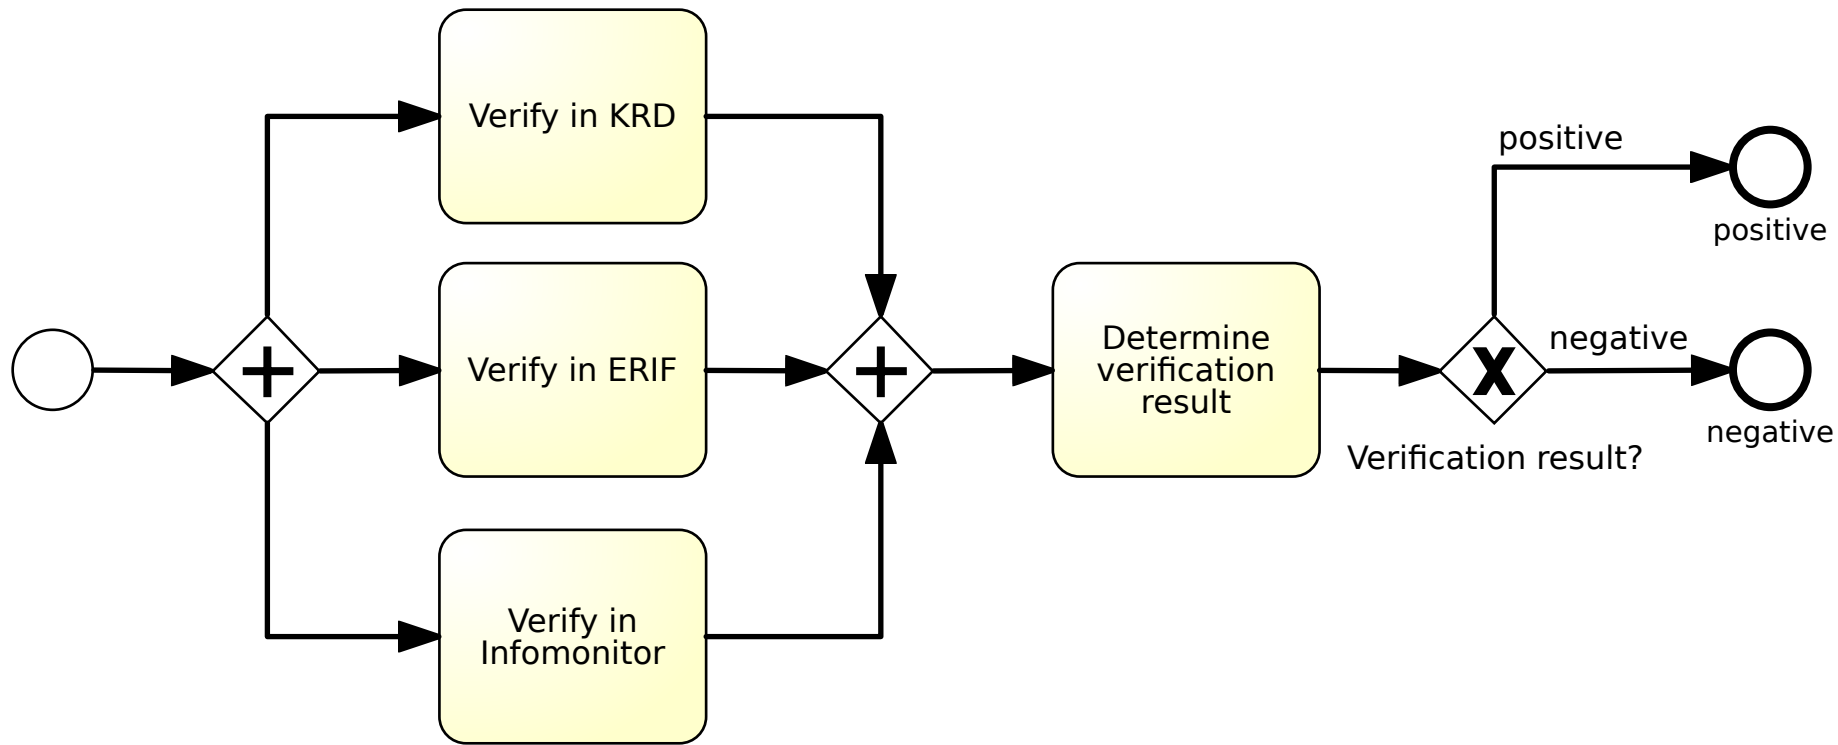 Verify in KRD
Verify in ERIF
Verify in
Infomonitor
Determine
verification
result
Verification result?
positive
positive
negative
negative